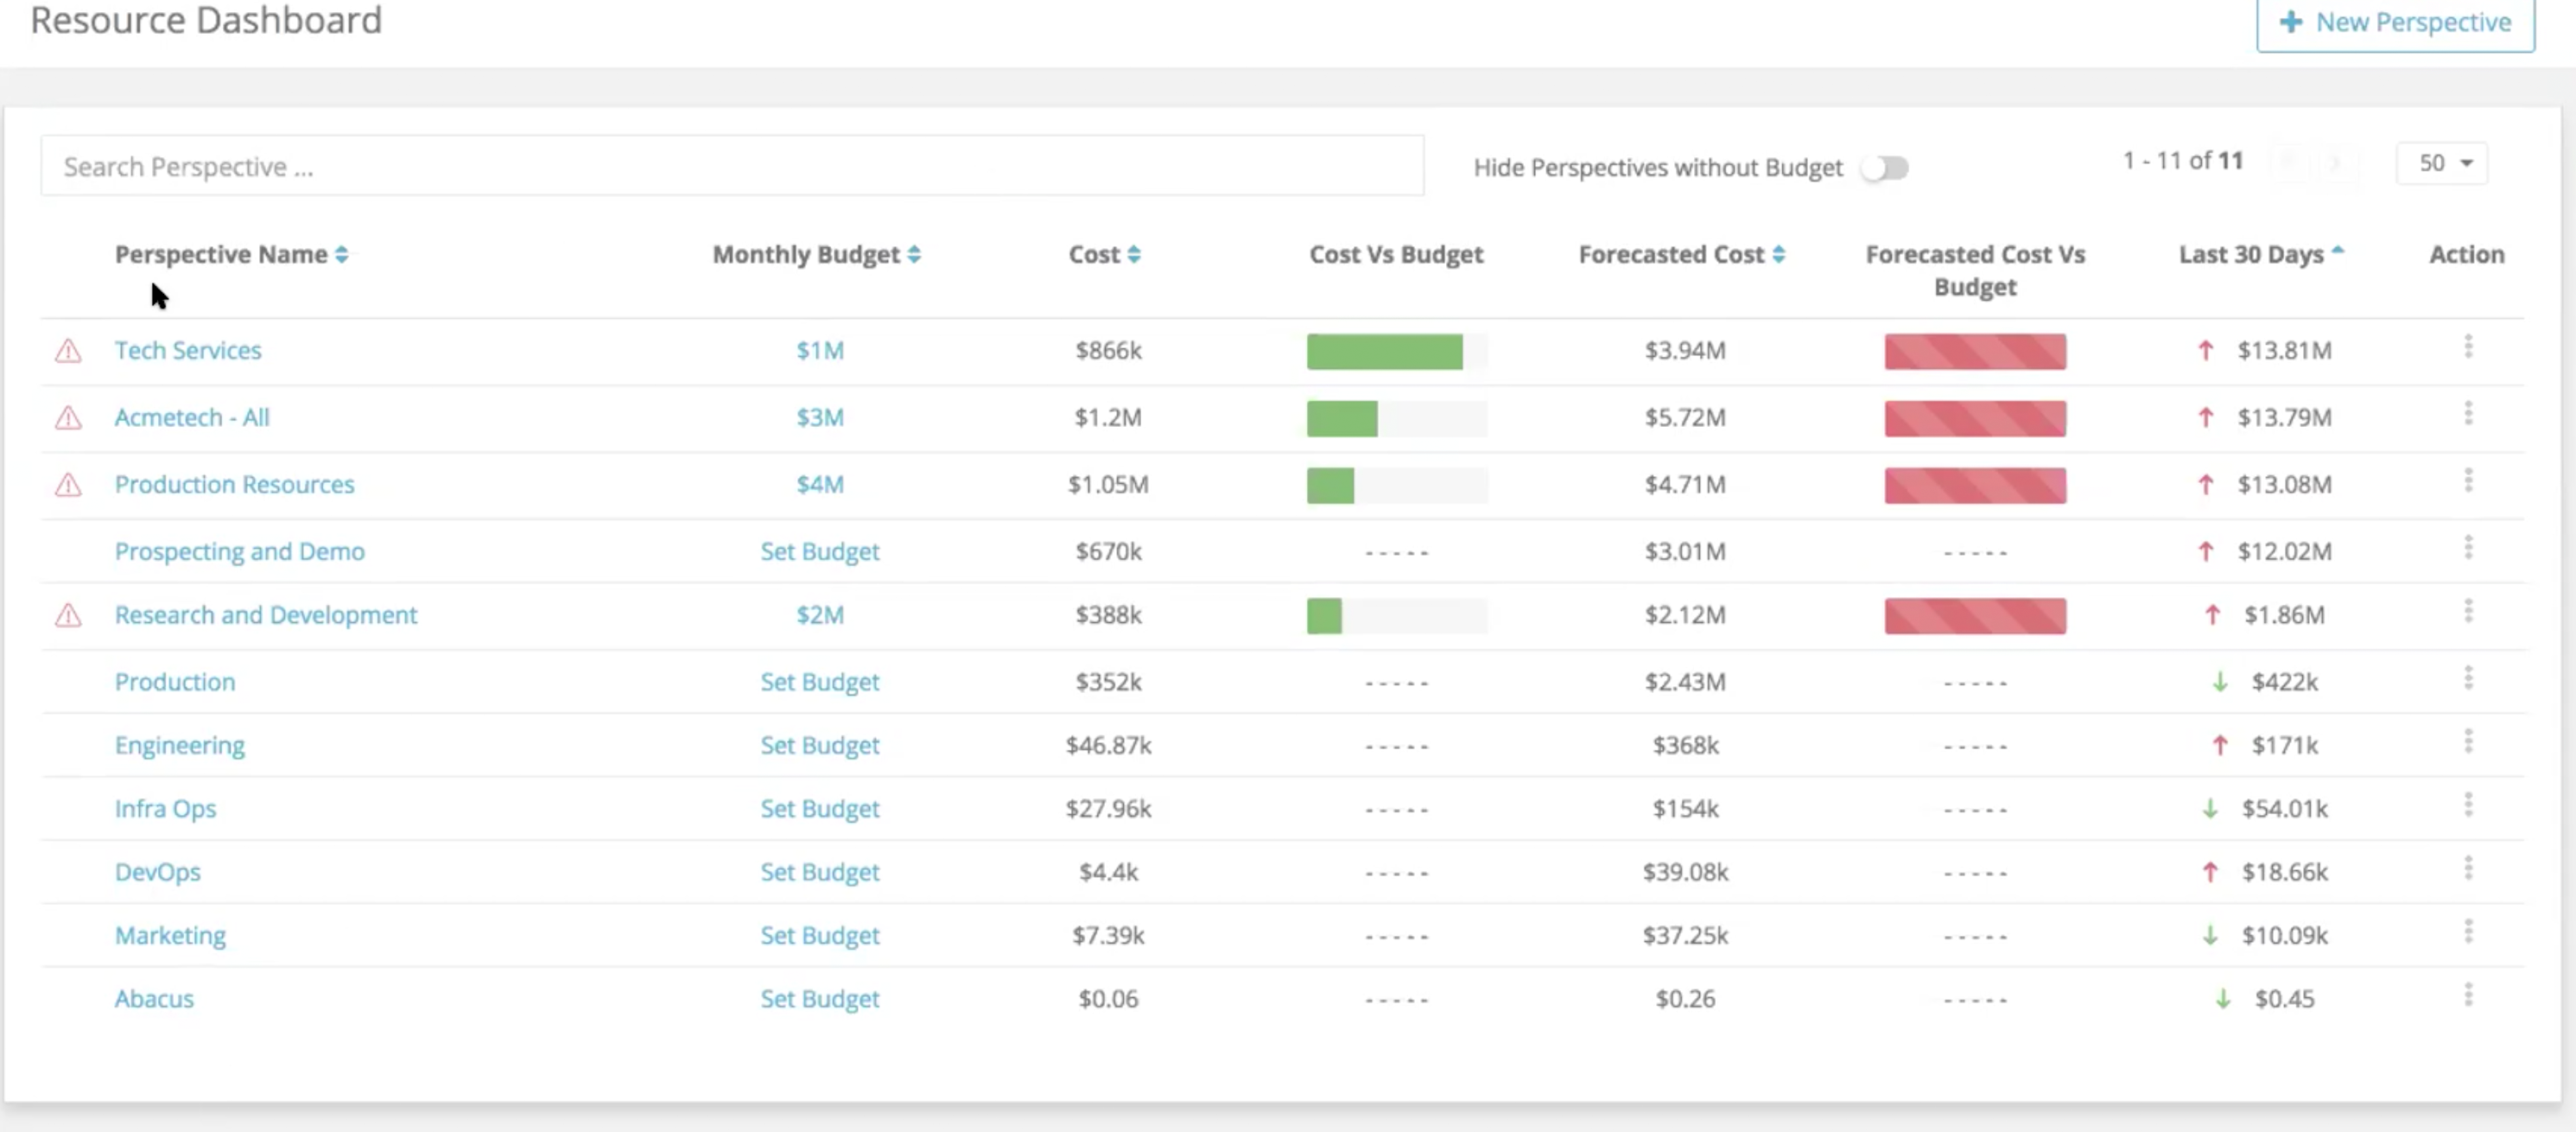 Resource Dashboard
New Perspective
Search Perspective ...
Hide Perspectives without Budget
1 - 11 of 11
50
Perspective Name Monthly Budget Cost Cost Vs Budget Forecasted Cost Forecasted Cost Vs Budget Last 30 Days Action
Tech Services $1M $866k $3.94M $13.81M
Acmetech - All $3M $1.2M $5.72M $13.79M
Production Resources $4M $1.05M $4.71M $13.08M
Prospecting and Demo Set Budget $670k ----- $3.01M ----- $12.02M
Research and Development $2M $388k $2.12M $1.86M
Production Set Budget $352k ----- $2.43M ----- $422k
Engineering Set Budget $46.87k ----- $368k ----- $171k
Infra Ops Set Budget $27.96k ----- $154k ----- $54.01k
DevOps Set Budget $4.4k ----- $39.08k ----- $18.66k
Marketing Set Budget $7.39k ----- $37.25k ----- $10.09k
Abacus Set Budget $0.06 ----- $0.26 ----- $0.45